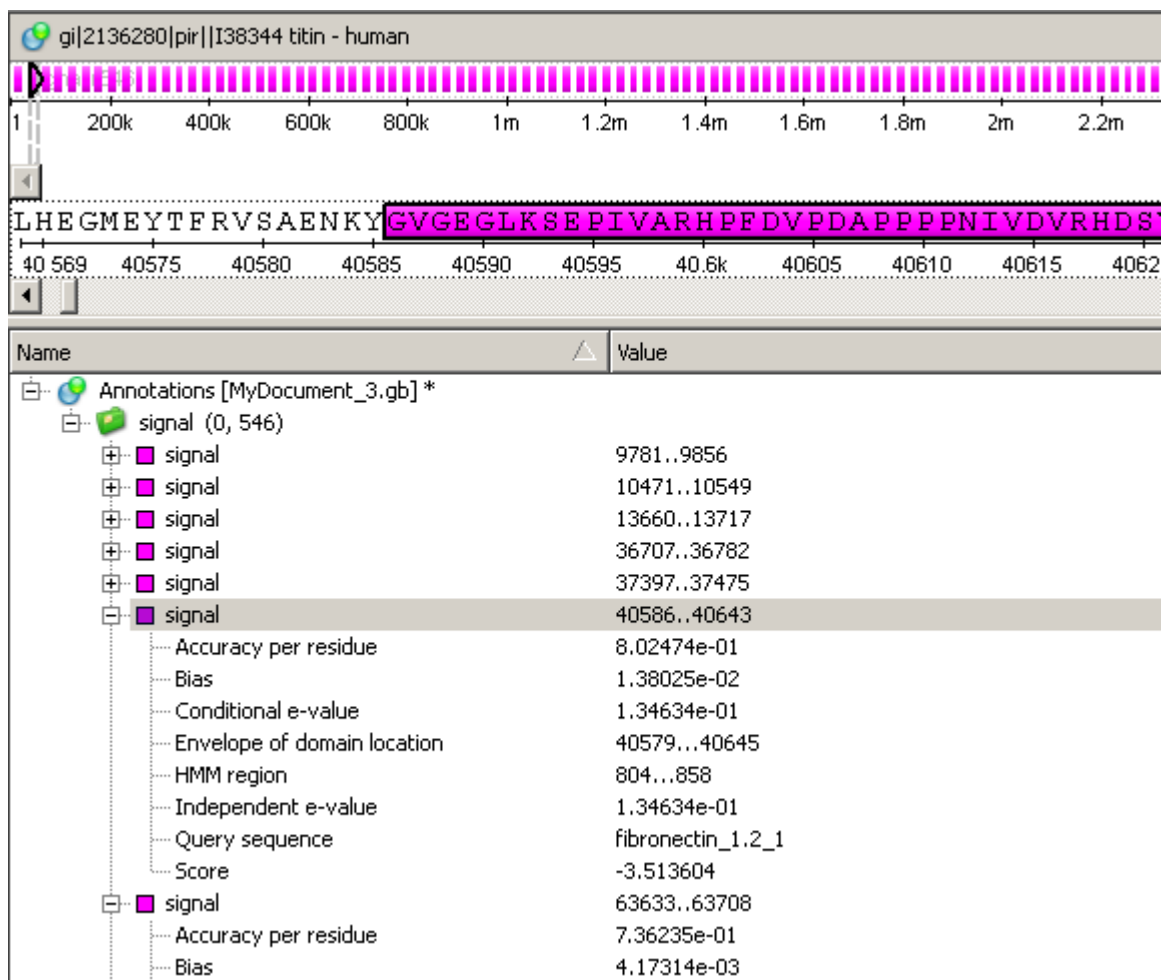 gi|2136280|pir||I38344 titin - human
1 200k 400k 600k 800k 1m 1.2m 1.4m 1.6m 1.8m 2m 2.2m
LHEGMEYTFRVSAENKYGVGEGLKSEPIVARHPFDVPDAPPPPNIVDVRHDSY
40 569 40575 40580 40585 40590 40595 40.6k 40605 40610 40615 4062
Name Value
Annotations [MyDocument_3.gb] *
signal (0, 546)
signal 9781..9856
signal 10471..10549
signal 13660..13717
signal 36707..36782
signal 37397..37475
signal 40586..40643
Accuracy per residue 8.02474e-01
Bias 1.38025e-02
Conditional e-value 1.34634e-01
Envelope of domain location 40579...40645
HMM region 804...858
Independent e-value 1.34634e-01
Query sequence fibronectin_1.2_1
Score -3.513604
signal 63633..63708
Accuracy per residue 7.36235e-01
Bias 4.17314e-03